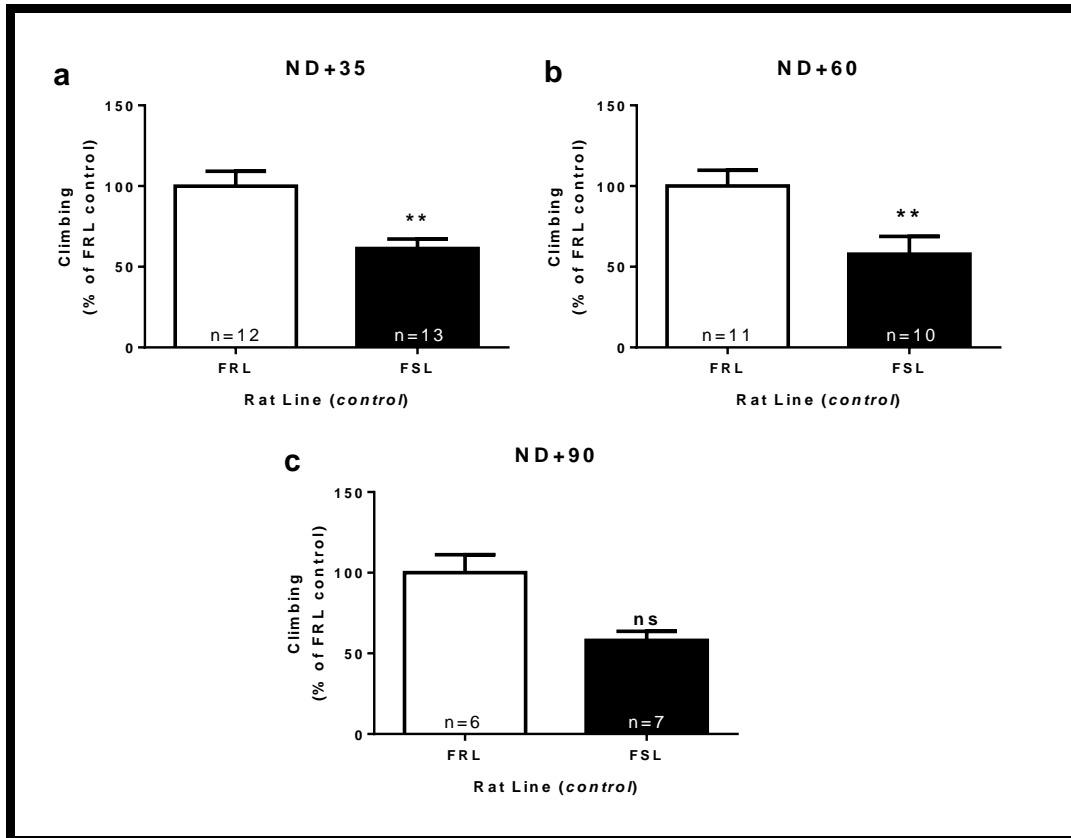 a
ND+35
150
100
50
0
Climbing
(% of FRL control)
**
n=12
n=13
FRL
FSL
Rat Line (control)
b
ND+60
150
100
50
0
Climbing
(% of FRL control)
**
n=11
n=10
FRL
FSL
Rat Line (control)
c
ND+90
150
100
50
0
Climbing
(% of FRL control)
ns
n=6
n=7
FRL
FSL
Rat Line (control)